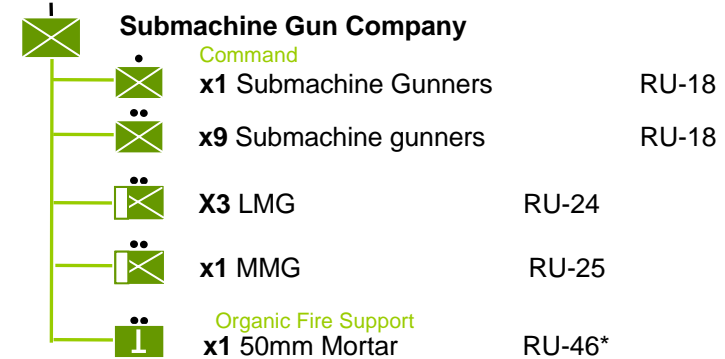 Submachine Gun Company
Command
x1 Submachine Gunners RU-18
x9 Submachine gunners RU-18
X3 LMG RU-24
x1 MMG RU-25
Organic Fire Support
x1 50mm Mortar RU-46*